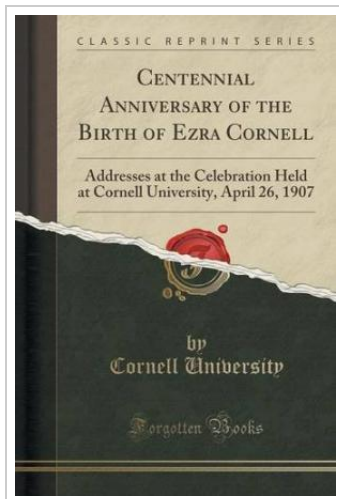 CLASSIC REPRINT SERIES
CENTENNIAL
ANNIVERSARY OF THE
BIRTH OF EZRA CORNELL
Addresses at the Celebration Held
at Cornell University, April 26, 1907
by
Cornell University
Forgotten Books